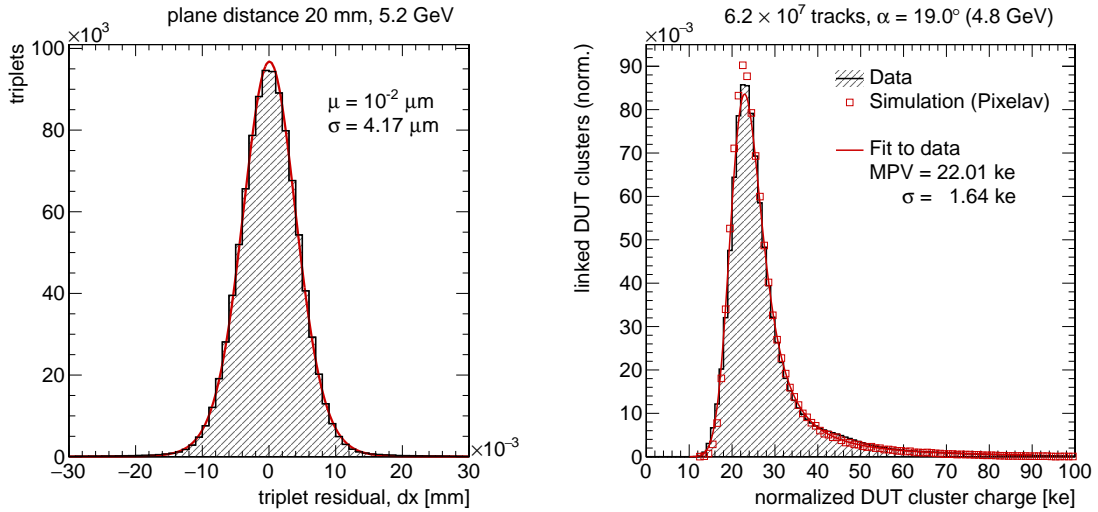 plane distance 20 mm, 5.2 GeV
×10⁻³
triplets
100
80
60
40
20
0
μ = 10⁻² μm
σ = 4.17 μm
−30 −20 −10 0 10 20 30
×10⁻³
triplet residual, dx [mm]
6.2 × 10⁷ tracks, α = 19.0° (4.8 GeV)
×10⁻³
linked DUT clusters (norm.)
90
80
70
60
50
40
30
20
10
0
Data
Simulation (Pixelav)
Fit to data
MPV = 22.01 ke
σ = 1.64 ke
0 10 20 30 40 50 60 70 80 90 100
normalized DUT cluster charge [ke]